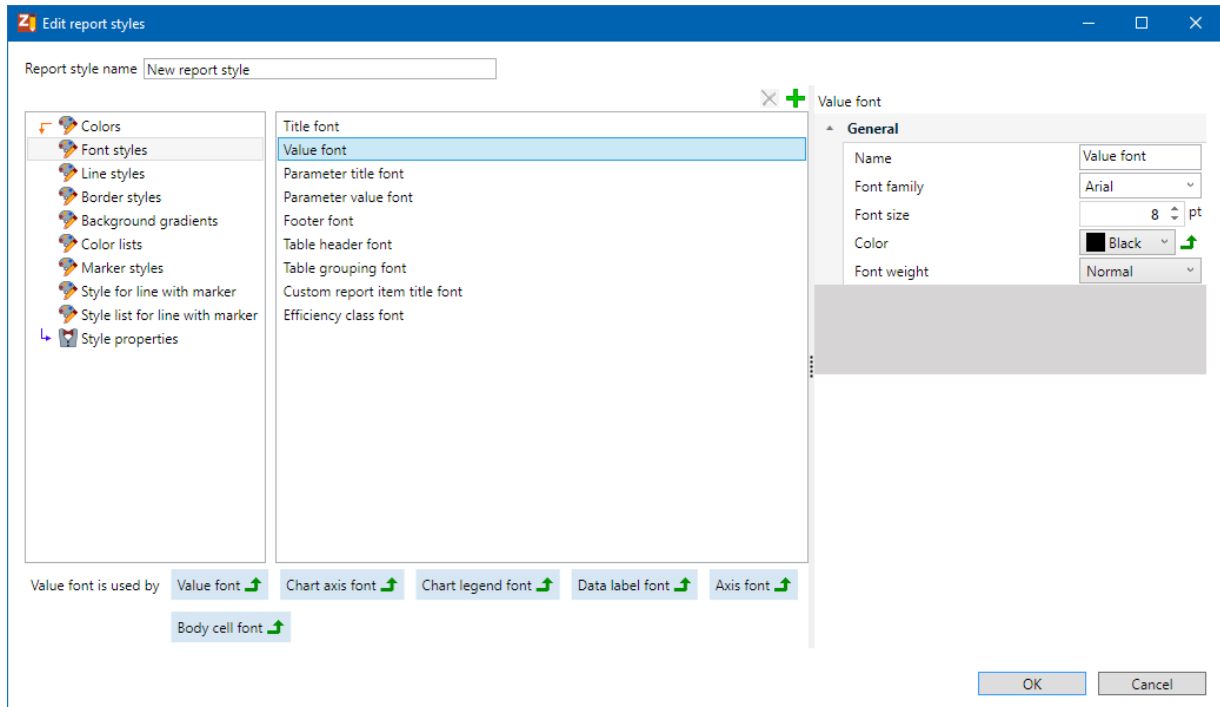 Edit report styles
Report style name New report style
Colors
Font styles
Line styles
Border styles
Background gradients
Color lists
Marker styles
Style for line with marker
Style list for line with marker
Style properties
Title font
Value font
Parameter title font
Parameter value font
Footer font
Table header font
Table grouping font
Custom report item title font
Efficiency class font
Value font
General
Name Value font
Font family Arial
Font size 8 pt
Color Black
Font weight Normal
Value font is used by Value font Chart axis font Chart legend font Data label font Axis font
Body cell font
OK Cancel